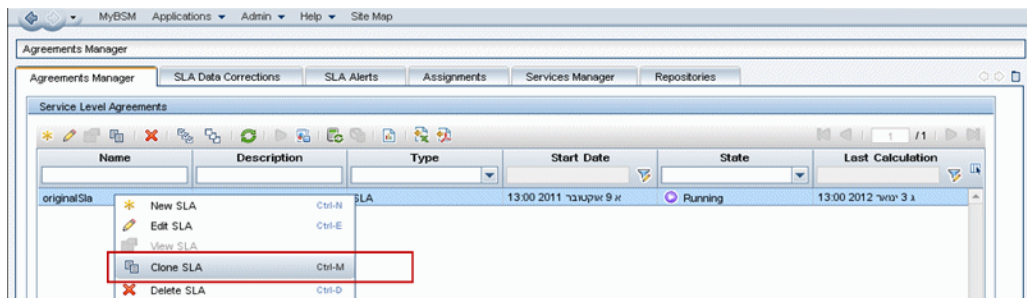 MyBSM Applications Admin Help Site Map
Agreements Manager
Agreements Manager SLA Data Corrections SLA Alerts Assignments Services Manager Repositories
Service Level Agreements
1 /1
Name Description Type Start Date State Last Calculation
originalSla SLA א 9 אוקטובר 2011 13:00 Running ג 3 ינואר 2012 13:00
New SLA Ctrl-N
Edit SLA Ctrl-E
View SLA
Clone SLA Ctrl-M
Delete SLA Ctrl-D